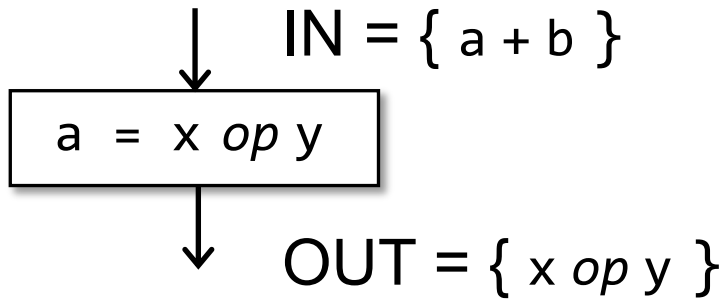 IN = { a + b }
a = x op y
OUT = { x op y }